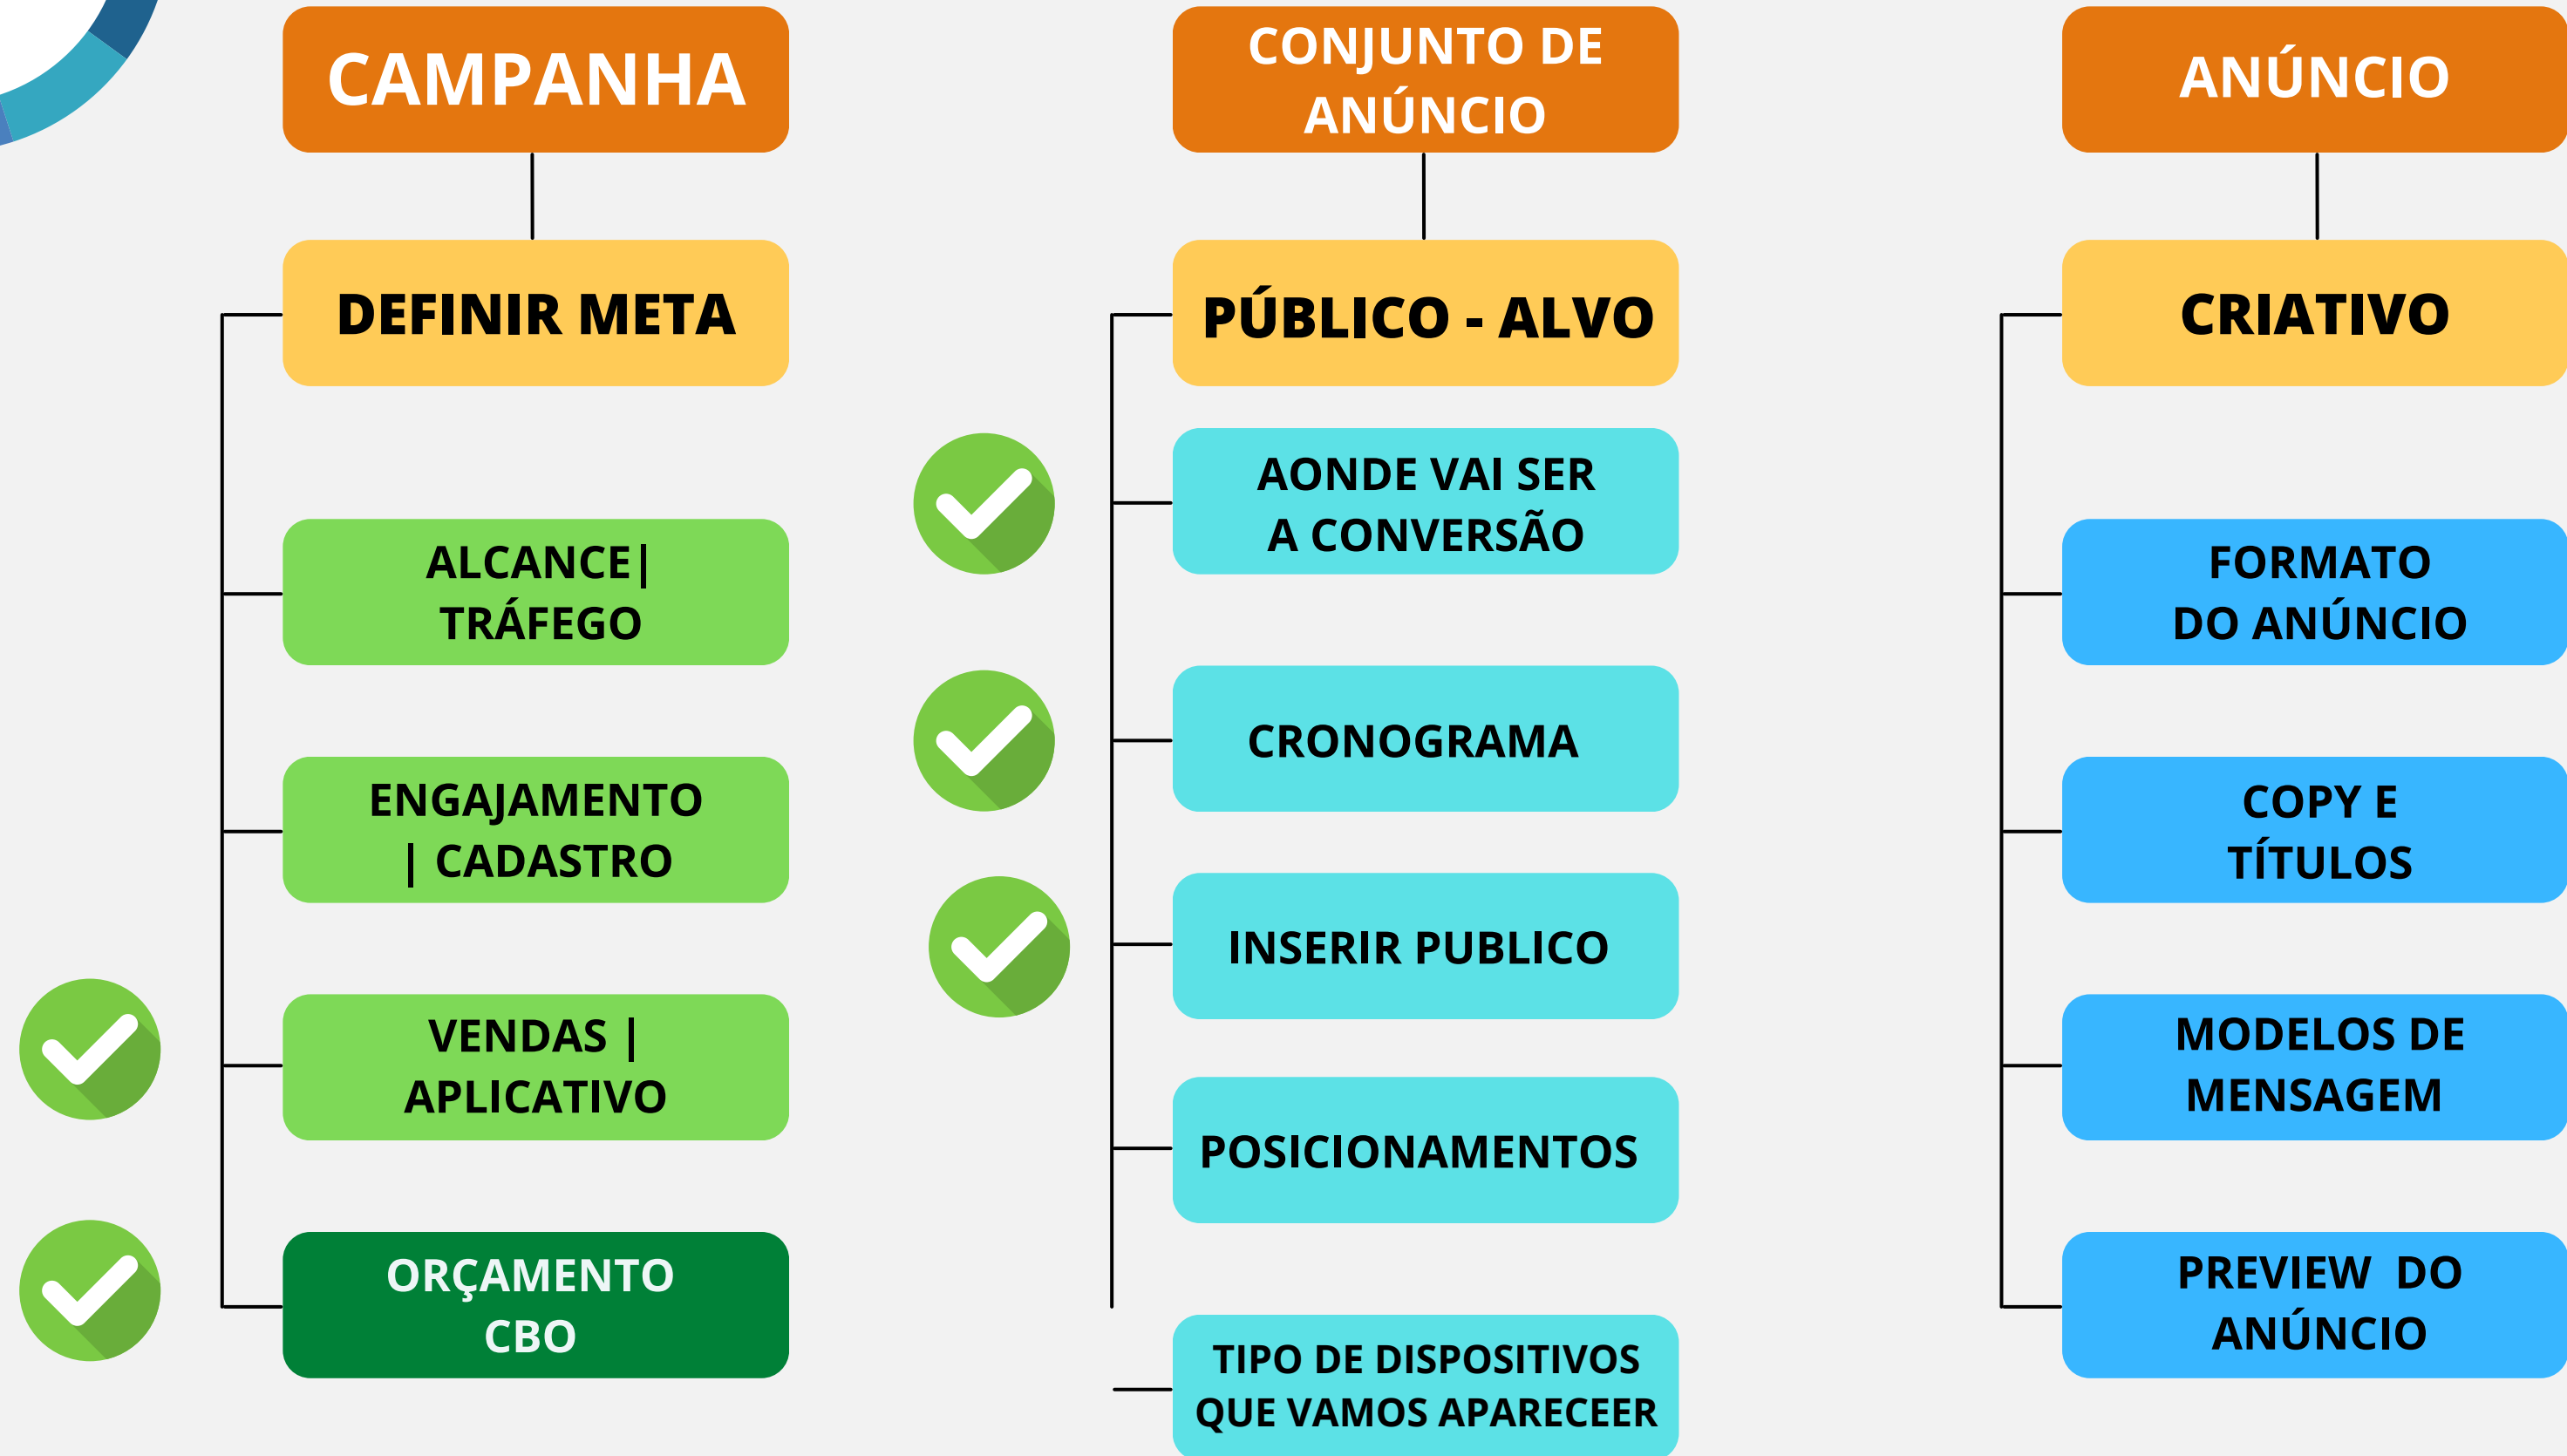 CAMPANHA
DEFINIR META
ALCANCE|
TRÁFEGO
ENGAJAMENTO
| CADASTRO
VENDAS |
APLICATIVO
ORÇAMENTO
CBO
CONJUNTO DE
ANÚNCIO
PÚBLICO - ALVO
AONDE VAI SER
A CONVERSÃO
CRONOGRAMA
INSERIR PUBLICO
POSICIONAMENTOS
TIPO DE DISPOSITIVOS
QUE VAMOS APARECEER
ANÚNCIO
CRIATIVO
FORMATO
DO ANÚNCIO
COPY E
TÍTULOS
MODELOS DE
MENSAGEM
PREVIEW DO
ANÚNCIO